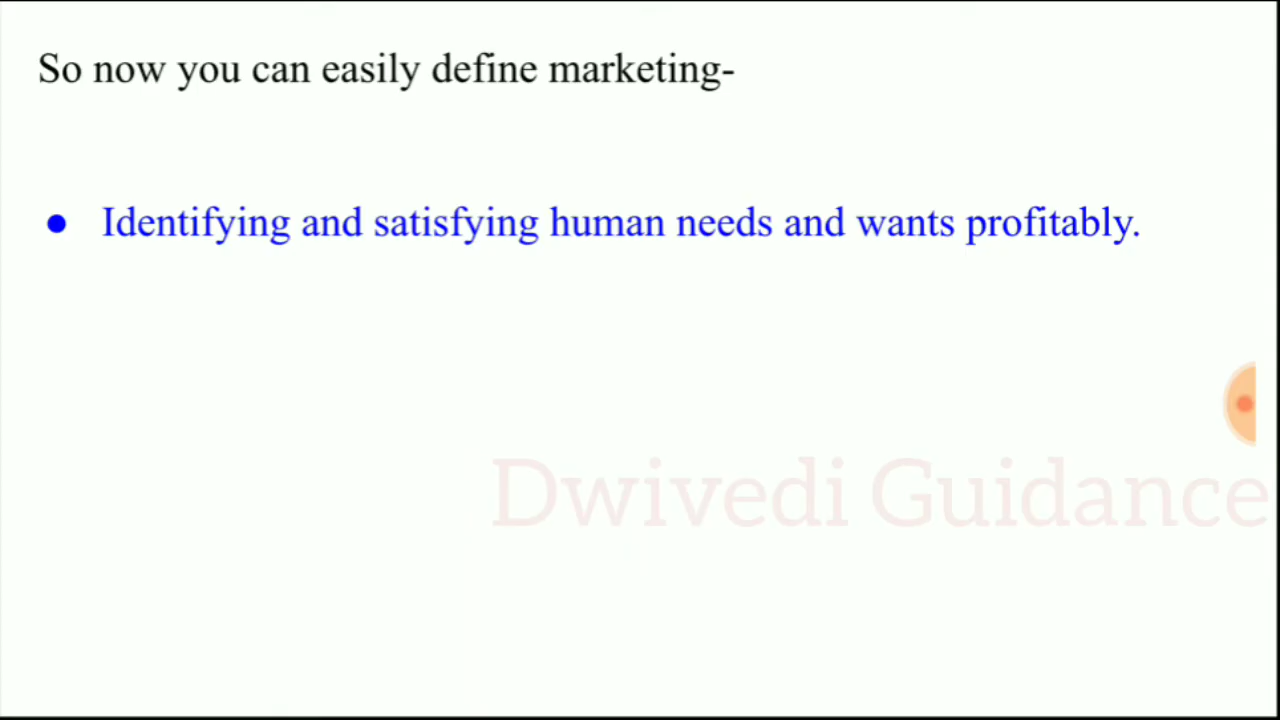 So now you can easily define marketing-
● Identifying and satisfying human needs and wants profitably.
Dwivedi Guidance